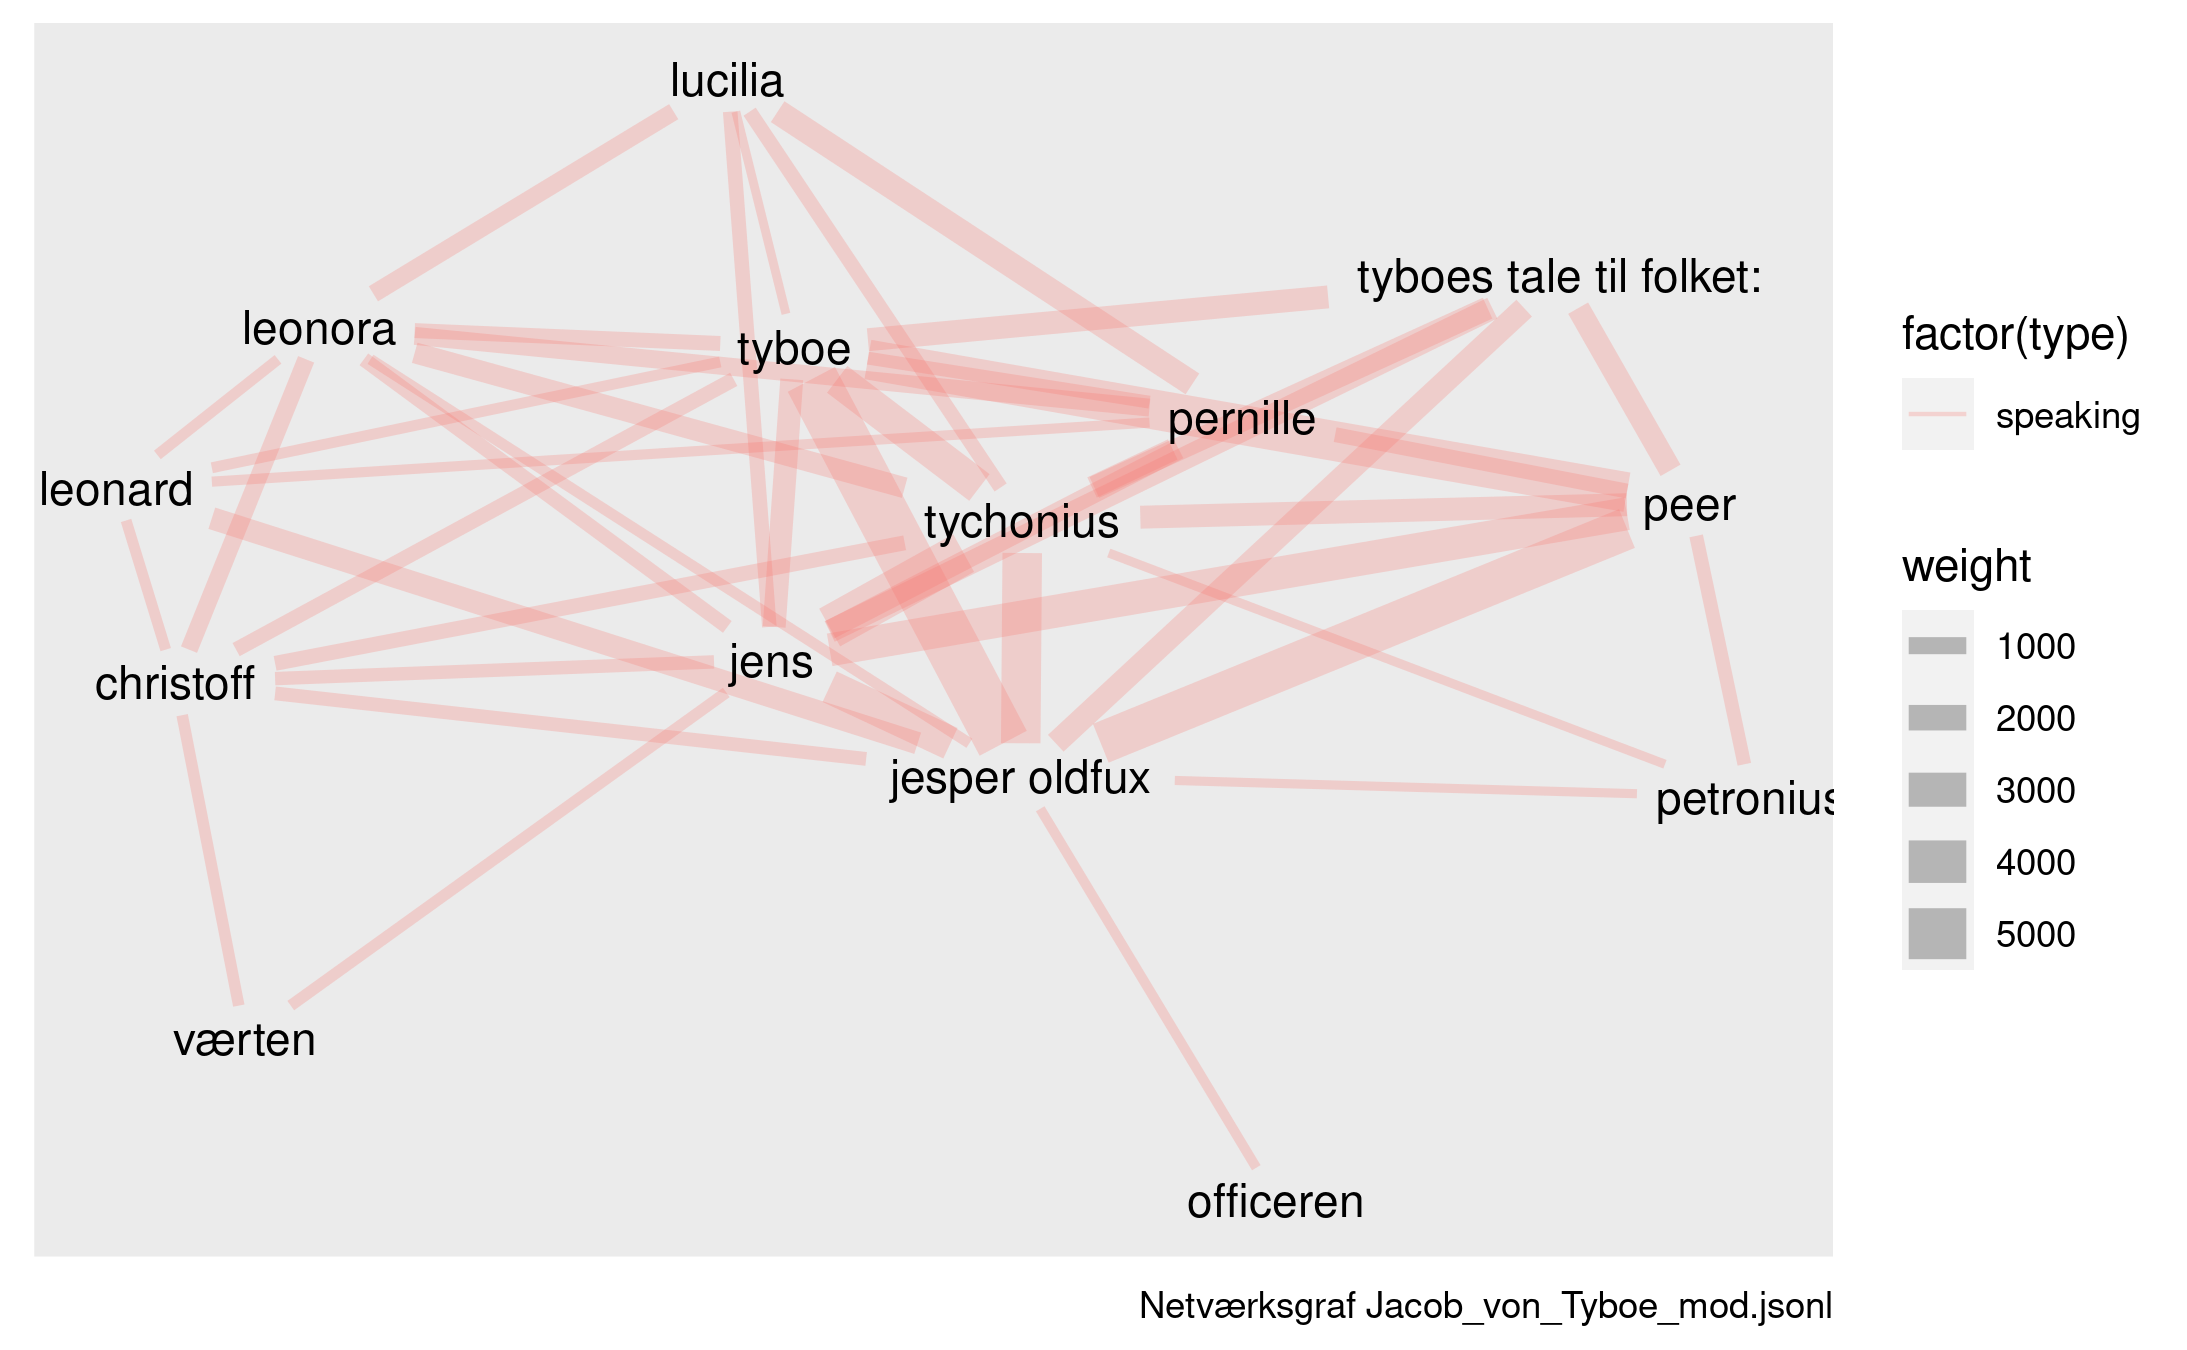 lucilia
tyboes tale til folket:
leonora
tyboe
pernille
leonard
tychonius
peer
christoff
jens
jesper oldfux
petronius
værten
officeren
factor(type)
speaking
weight
1000
2000
3000
4000
5000
Netværksgraf Jacob_von_Tyboe_mod.jsonl